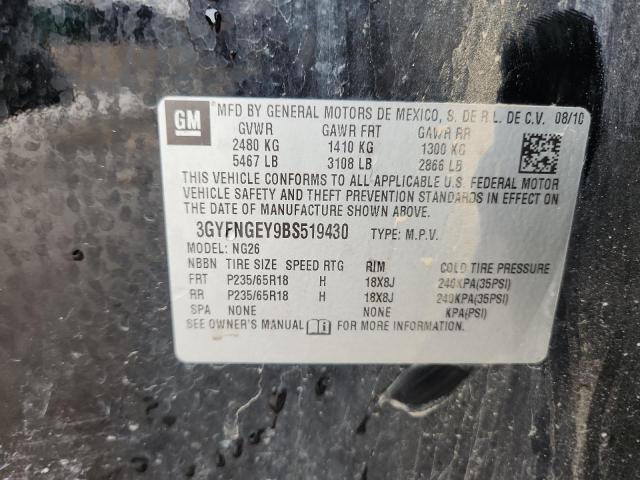 GM MFD BY GENERAL MOTORS DE MEXICO, S. DE R.L. DE C.V. 08/10
GVWR GAWR FRT GAWR RR
2480 KG 1410 KG 1300 KG
5467 LB 3108 LB 2866 LB
THIS VEHICLE CONFORMS TO ALL APPLICABLE U.S. FEDERAL MOTOR
VEHICLE SAFETY AND THEFT PREVENTION STANDARDS IN EFFECT ON
THE DATE OF MANUFACTURE SHOWN ABOVE.
3GYFNGEY9BS519430 TYPE: M.P.V.
MODEL: NG26
NBBN TIRE SIZE SPEED RTG RIM COLD TIRE PRESSURE
FRT P235/65R18 H 18X8J 240KPA(35PSI)
RR P235/65R18 H 18X8J 240KPA(35PSI)
SPA NONE NONE KPA(PSI)
SEE OWNER'S MANUAL FOR MORE INFORMATION.